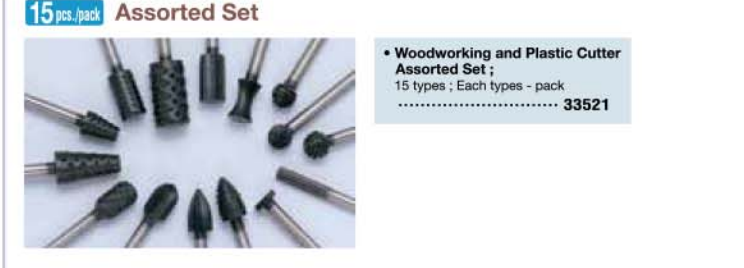 15 pcs./pack Assorted Set
• Woodworking and Plastic Cutter
Assorted Set ;
15 types ; Each types - pack
............................. 33521